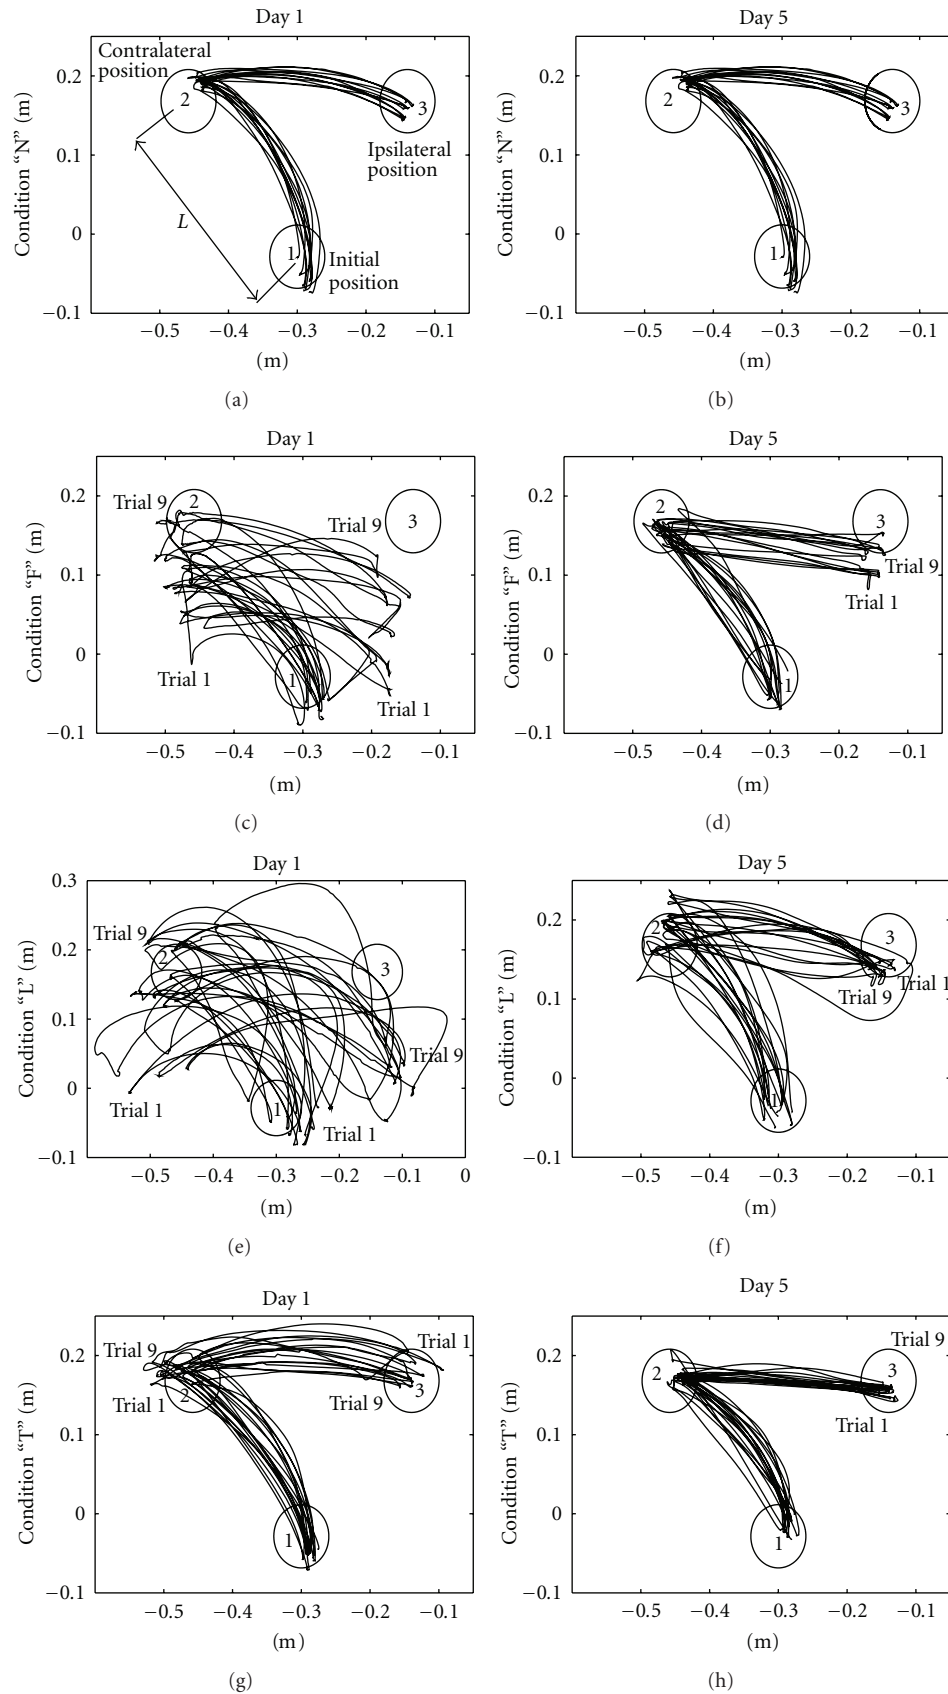 Day 1
Contralateral
position
2
3
Ipsilateral
position
L
1
Initial
position
0.2
0.1
0
−0.1
−0.5
−0.4
−0.3
−0.2
−0.1
Condition “N” (m)
(m)
(a)
Day 5
2
3
1
0.2
0.1
0
−0.1
−0.5
−0.4
−0.3
−0.2
−0.1
Condition “N” (m)
(m)
(b)
Day 1
Trial 9
2
Trial 9
3
Trial 1
1
Trial 1
0.2
0.1
0
−0.1
−0.5
−0.4
−0.3
−0.2
−0.1
Condition “F” (m)
(m)
(c)
Day 5
2
3
Trial 9
Trial 1
1
0.2
0.1
0
−0.1
−0.5
−0.4
−0.3
−0.2
−0.1
Condition “F” (m)
(m)
(d)
Day 1
Trial 9
2
3
Trial 9
Trial 1
1
Trial 1
0.3
0.2
0.1
0
−0.1
−0.5
−0.4
−0.3
−0.2
−0.1
0
Condition “L” (m)
(m)
(e)
Day 5
2
3
Trial 1
Trial 9
1
0.2
0.1
0
−0.1
−0.5
−0.4
−0.3
−0.2
−0.1
Condition “L” (m)
(m)
(f)
Day 1
Trial 9
Trial 1
Trial 1
2
Trial 9
3
1
0.2
0.1
0
−0.1
−0.5
−0.4
−0.3
−0.2
−0.1
Condition “T” (m)
(m)
(g)
Day 5
Trial 9
2
3
Trial 1
1
0.2
0.1
0
−0.1
−0.5
−0.4
−0.3
−0.2
−0.1
Condition “T” (m)
(m)
(h)